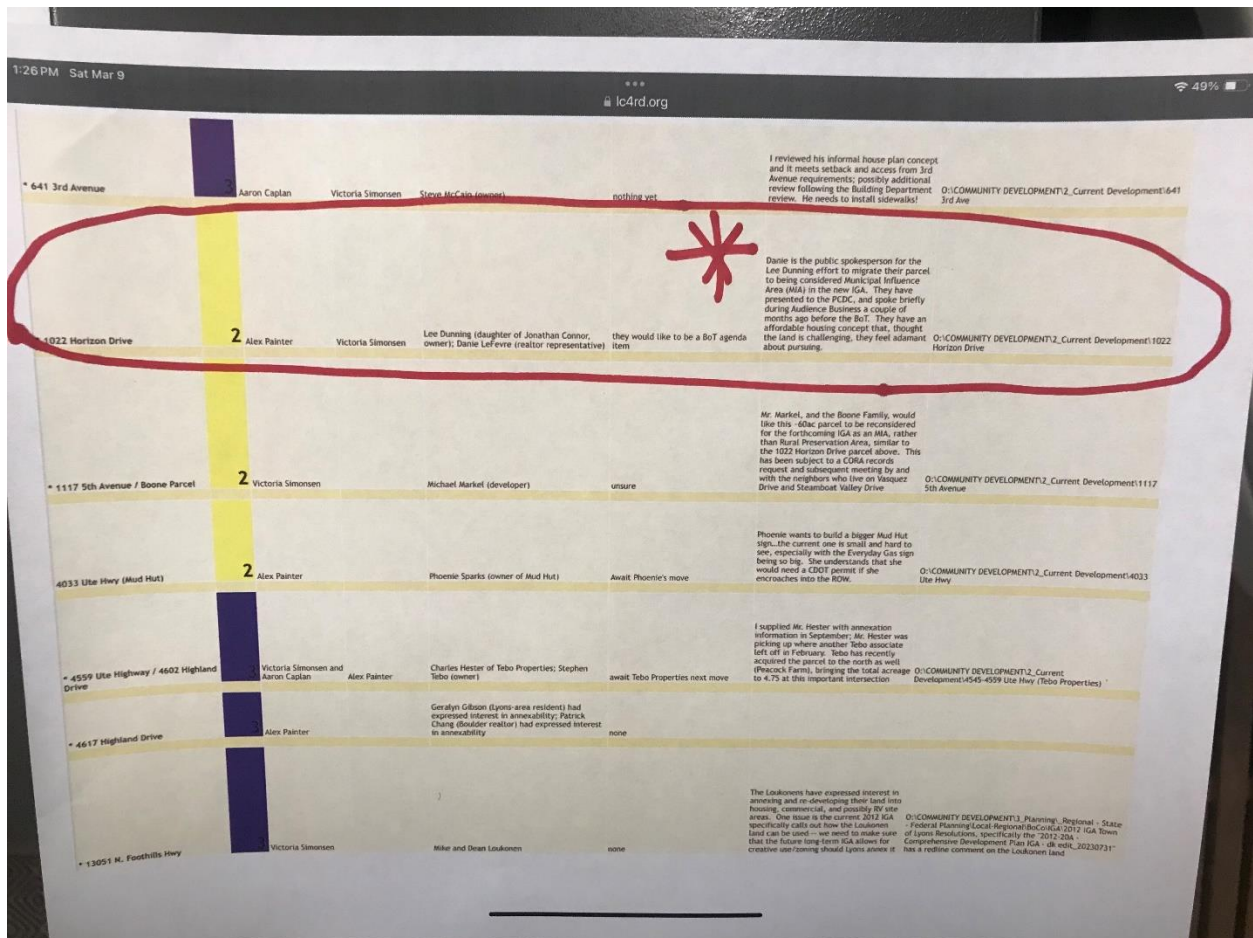 1:26 PM Sat Mar 9
49%
lc4rd.org
* 641 3rd Avenue
3
Aaron Caplan
Victoria Simonsen
Steve McCain (owner)
nothing yet
I reviewed his informal house plan concept
and it meets setback and access from 3rd
Avenue requirements; possibly additional
review following the Building Department
review. He needs to install sidewalks!
O:\COMMUNITY DEVELOPMENT\2_Current Development\641
3rd Ave
1022 Horizon Drive
2
Alex Painter
Victoria Simonsen
Lee Dunning (daughter of Jonathan Connor,
owner); Danie LeFevre (realtor representative)
they would like to be a BoT agenda
item
Danie is the public spokesperson for the
Lee Dunning effort to migrate their parcel
to being considered Municipal Influence
Area (MIA) in the new IGA. They have
presented to the PCDC, and spoke briefly
during Audience Business a couple of
months ago before the BoT. They have an
affordable housing concept that, thought
the land is challenging, they feel adamant
about pursuing.
O:\COMMUNITY DEVELOPMENT\2_Current Development\1022
Horizon Drive
* 1117 5th Avenue / Boone Parcel
2
Victoria Simonsen
Michael Markel (developer)
unsure
Mr. Markel, and the Boone Family, would
like this ~60ac parcel to be reconsidered
for the forthcoming IGA as an MIA, rather
than Rural Preservation Area, similar to
the 1022 Horizon Drive parcel above. This
has been subject to a CORA records
request and subsequent meeting by and
with the neighbors who live on Vasquez
Drive and Steamboat Valley Drive
O:\COMMUNITY DEVELOPMENT\2_Current Development\1117
5th Avenue
4033 Ute Hwy (Mud Hut)
2
Alex Painter
Phoenie Sparks (owner of Mud Hut)
Await Phoenie's move
Phoenie wants to build a bigger Mud Hut
sign...the current one is small and hard to
see, especially with the Everyday Gas sign
being so big. She understands that she
would need a CDOT permit if she
encroaches into the ROW.
O:\COMMUNITY DEVELOPMENT\2_Current Development\4033
Ute Hwy
* 4559 Ute Highway / 4602 Highland
Drive
3
Victoria Simonsen and
Aaron Caplan
Alex Painter
Charles Hester of Tebo Properties; Stephen
Tebo (owner)
await Tebo Properties next move
I supplied Mr. Hester with annexation
information in September; Mr. Hester was
picking up where another Tebo associate
left off in February. Tebo has recently
acquired the parcel to the north as well
(Peacock Farm), bringing the total acreage
to 4.75 at this important intersection
O:\COMMUNITY DEVELOPMENT\2_Current
Development\4545-4559 Ute Hwy (Tebo Properties)
* 4617 Highland Drive
3
Alex Painter
Geralyn Gibson (Lyons-area resident) had
expressed interest in annexability; Patrick
Chang (Boulder realtor) had expressed interest
in annexability
none
* 13051 N. Foothills Hwy
3
Victoria Simonsen
Mike and Dean Loukonen
none
The Loukonens have expressed interest in
annexing and re-developing their land into
housing, commercial, and possibly RV site
areas. One issue is the current 2012 IGA
specifically calls out how the Loukonen
land can be used -- we need to make sure
that the future long-term IGA allows for
creative use/zoning should Lyons annex it
O:\COMMUNITY DEVELOPMENT\3_Planning\_Regional - State
- Federal Planning\Local-Regional\BoCo\IGA\2012 IGA Town
of Lyons Resolutions, specifically the "2012-20A -
Comprehensive Development Plan IGA - dk edit_20230731"
has a redline comment on the Loukonen land